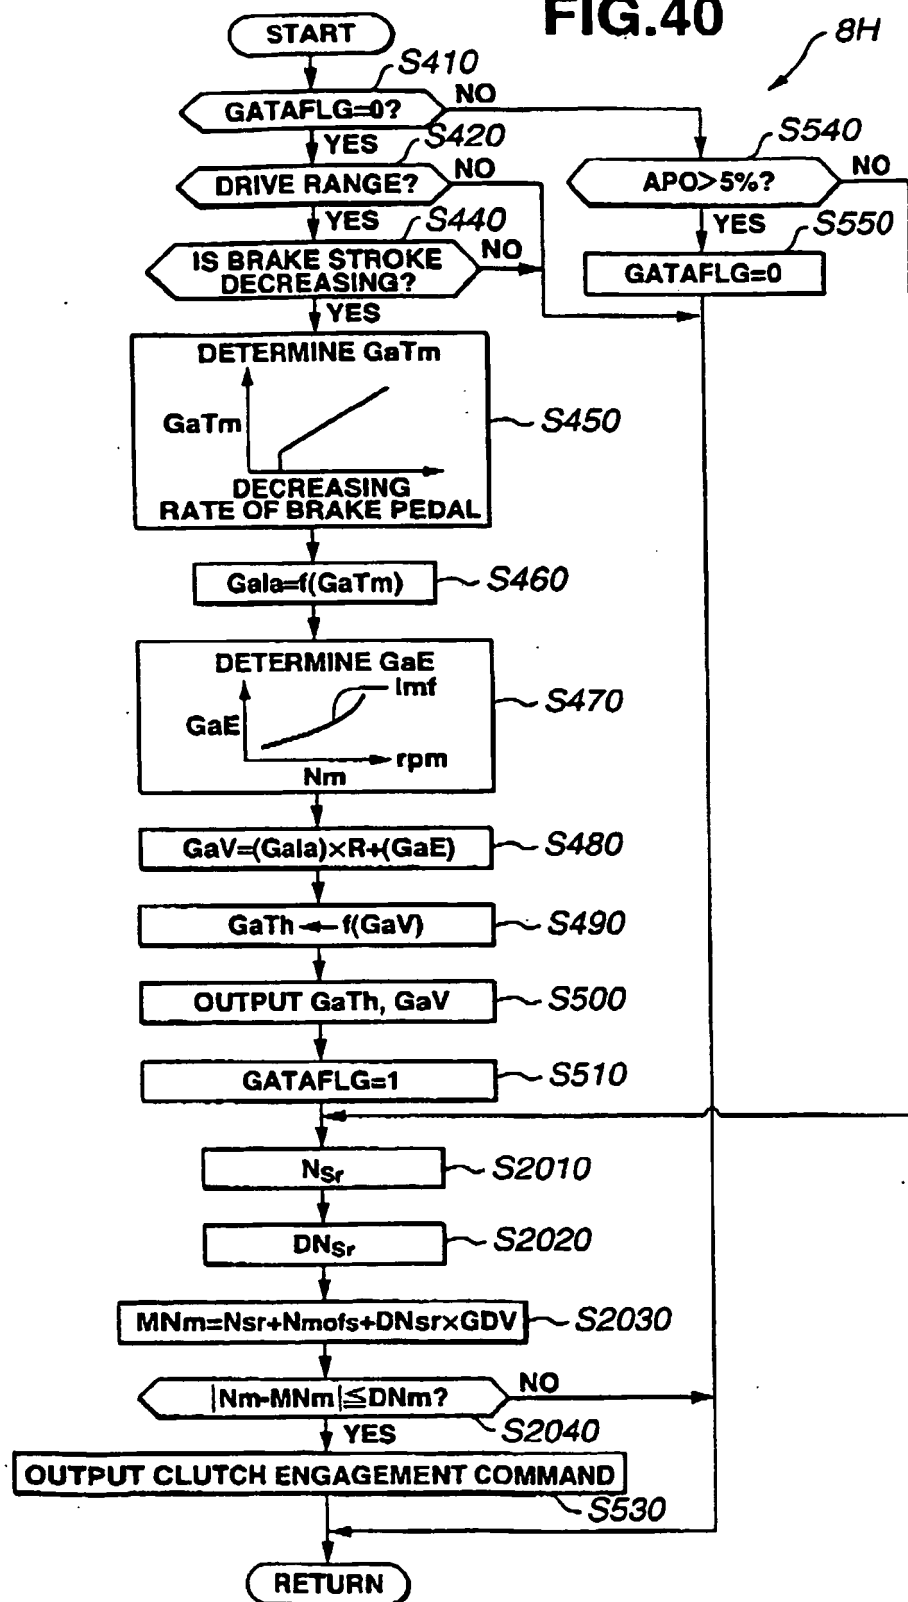 FIG.40
8H
START
S410
GATAFLG=0?
NO
YES
S420
DRIVE RANGE?
NO
YES
S440
IS BRAKE STROKE
DECREASING?
NO
YES
S540
APO>5%?
NO
YES
S550
GATAFLG=0
DETERMINE GaTm
GaTm
DECREASING
RATE OF BRAKE PEDAL
S450
Gala=f(GaTm)
S460
DETERMINE GaE
GaE
lmf
rpm
Nm
S470
GaV=(Gala)×R+(GaE)
S480
GaTh←f(GaV)
S490
OUTPUT GaTh, GaV
S500
GATAFLG=1
S510
NSr
S2010
DNSr
S2020
MNm=Nsr+Nmofs+DNsr×GDV
S2030
|Nm-MNm|≦DNm?
NO
S2040
YES
OUTPUT CLUTCH ENGAGEMENT COMMAND
S530
RETURN